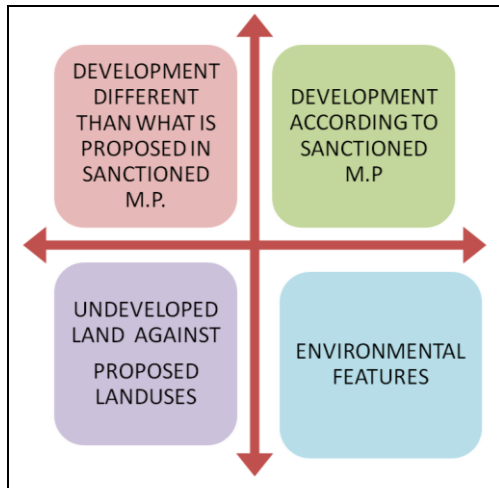 DEVELOPMENT
DIFFERENT
THAN WHAT IS
PROPOSED IN
SANCTIONED
M.P.
DEVELOPMENT
ACCORDING TO
SANCTIONED
M.P
UNDEVELOPED
LAND AGAINST
PROPOSED
LANDUSES
ENVIRONMENTAL
FEATURES